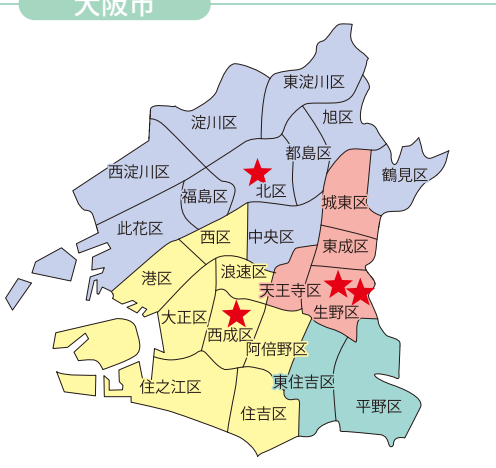 大阪市
東淀川区
淀川区
旭区
都島区
西淀川区
鶴見区
北区
福島区
城東区
此花区
西区
中央区
東成区
港区
浪速区
天王寺区
生野区
大正区
西成区
阿倍野区
住之江区
東住吉区
住吉区
平野区